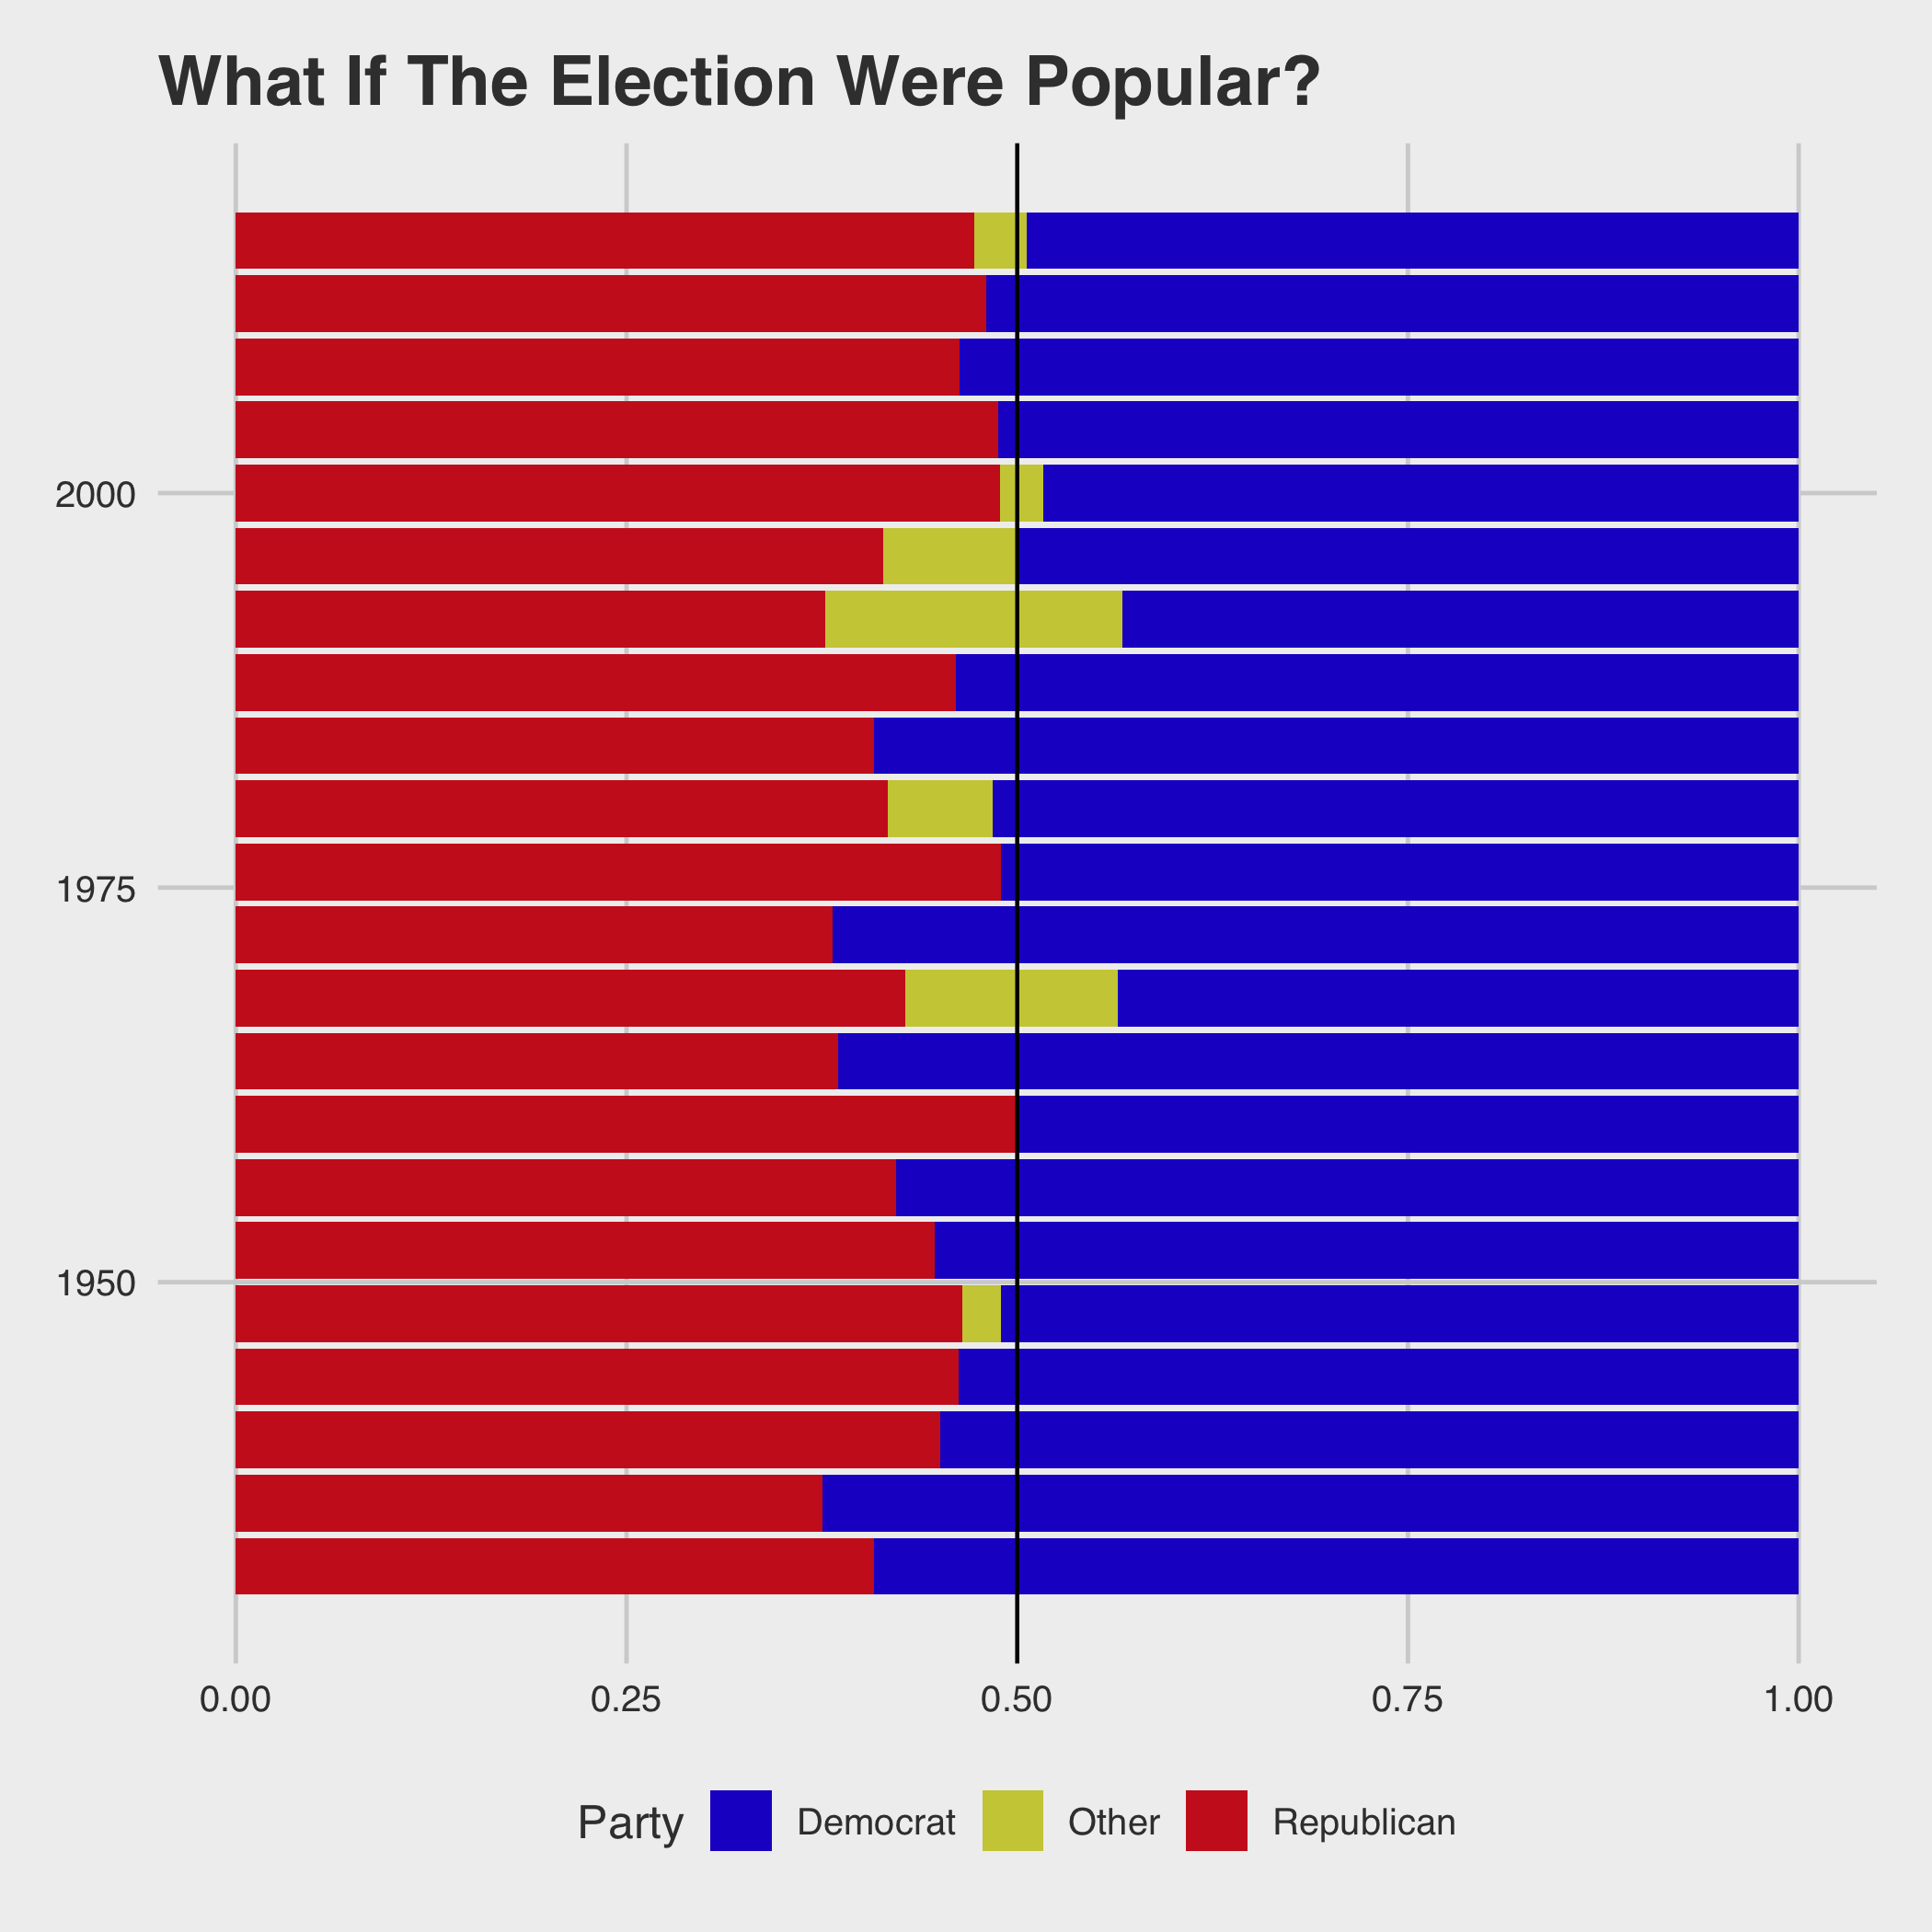 What If The Election Were Popular?
2000
1975
1950
0.00 0.25 0.50 0.75 1.00
Party Democrat Other Republican